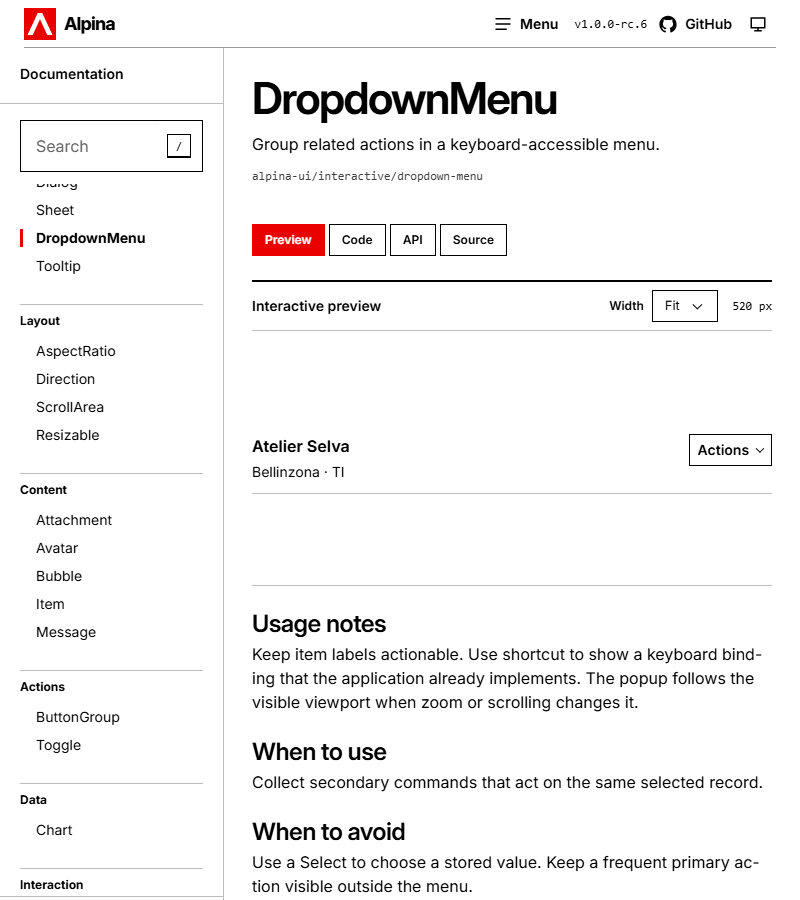 Alpina
Menu
v1.0.0-rc.6
GitHub
Documentation
Search
/
Dialog
Sheet
DropdownMenu
Tooltip
Layout
AspectRatio
Direction
ScrollArea
Resizable
Content
Attachment
Avatar
Bubble
Item
Message
Actions
ButtonGroup
Toggle
Data
Chart
Interaction
DropdownMenu
Group related actions in a keyboard-accessible menu.
alpina-ui/interactive/dropdown-menu
Preview
Code
API
Source
Interactive preview
Width
Fit
520 px
Atelier Selva
Bellinzona · TI
Actions
Usage notes
Keep item labels actionable. Use shortcut to show a keyboard bind-
ing that the application already implements. The popup follows the
visible viewport when zoom or scrolling changes it.
When to use
Collect secondary commands that act on the same selected record.
When to avoid
Use a Select to choose a stored value. Keep a frequent primary ac-
tion visible outside the menu.